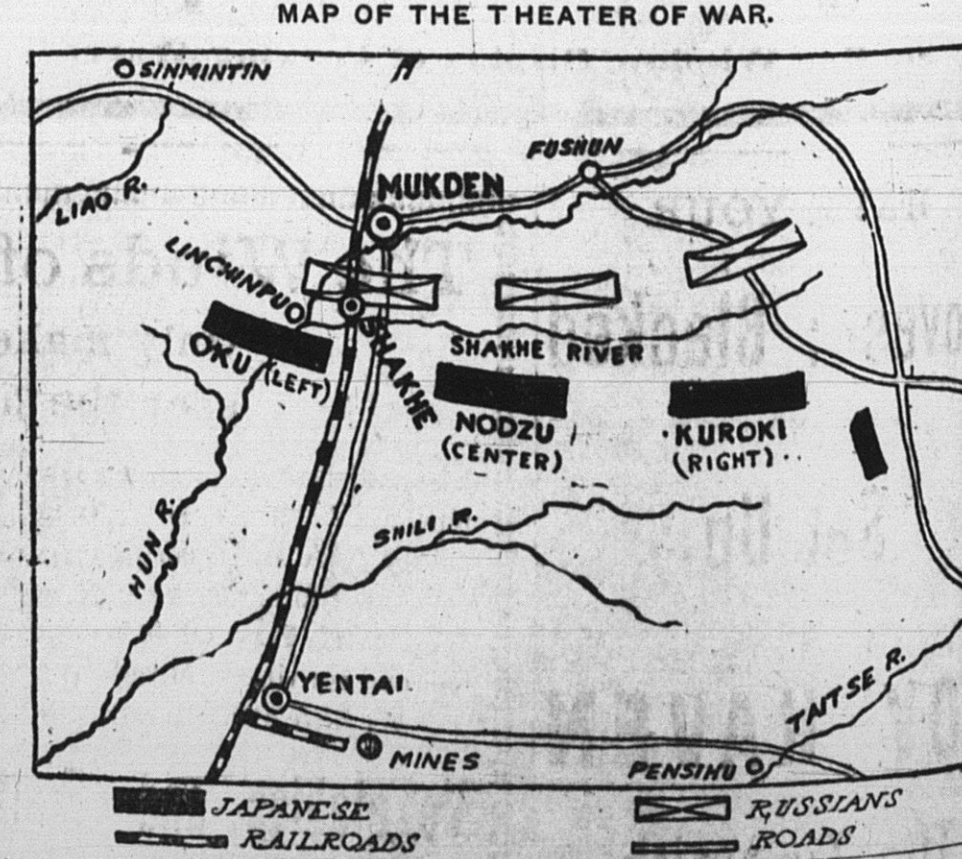 MAP OF THE THEATER OF WAR.
SINMINTIN
FUSHUN
MUKDEN
LIAO R.
LINCHINPUO
SHAKHE
SHAKHE RIVER
OKU (LEFT)
NODZU
(CENTER)
KUROKI
(RIGHT)
HUN R.
SHILI R.
YENTAI
TAITSE R.
MINES
PENSIHU
JAPANESE
RUSSIANS
RAILROADS
ROADS